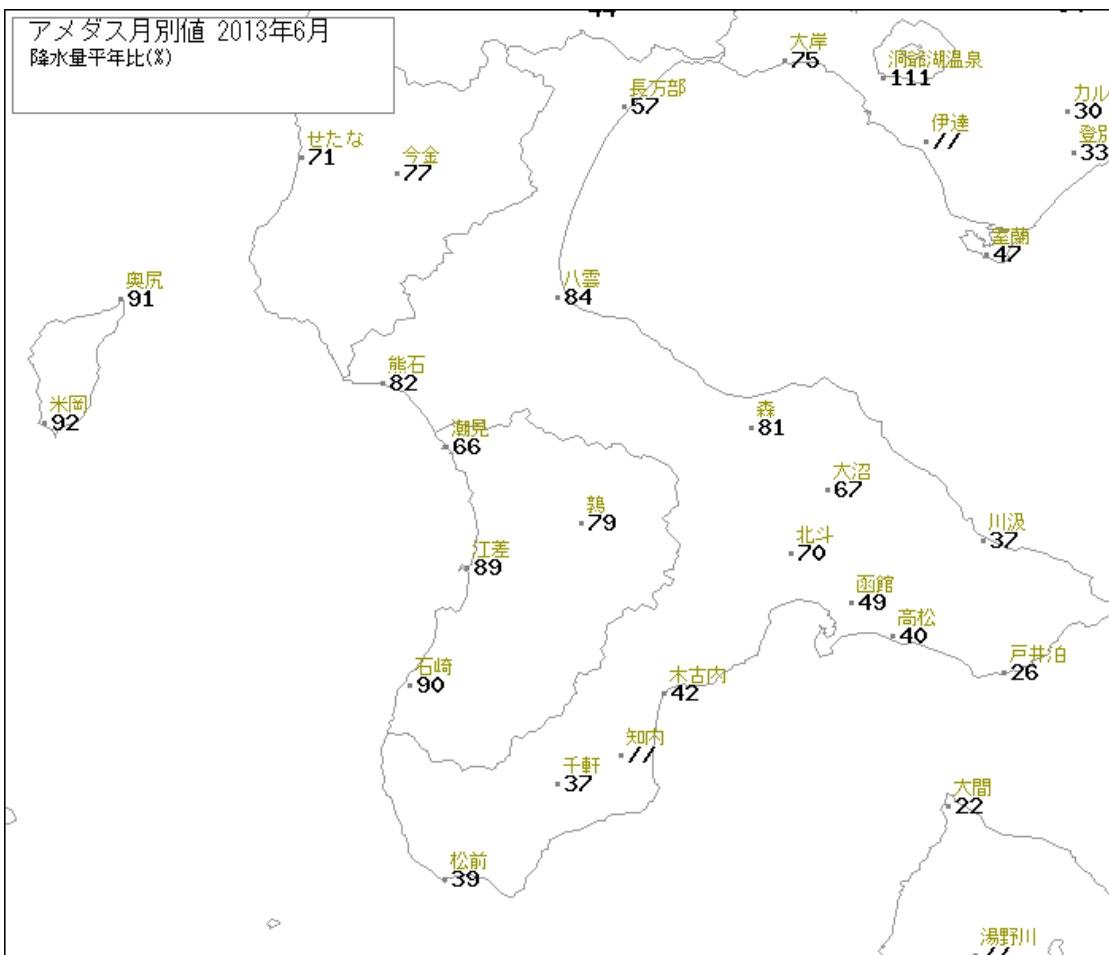 アメダス月別値 2013年6月
降水量平年比(%)
大岸
75
洞爺湖温泉
111
長万部
57
カル
30
伊達
//
登別
33
せたな
71
今金
77
室蘭
47
奥尻
91
八雲
84
熊石
82
米岡
92
潮見
66
森
81
大沼
67
鶉
79
川汲
37
北斗
70
江差
89
函館
49
高松
40
戸井泊
26
石崎
90
木古内
42
知内
//
千軒
37
大間
22
松前
39
湯野川
//